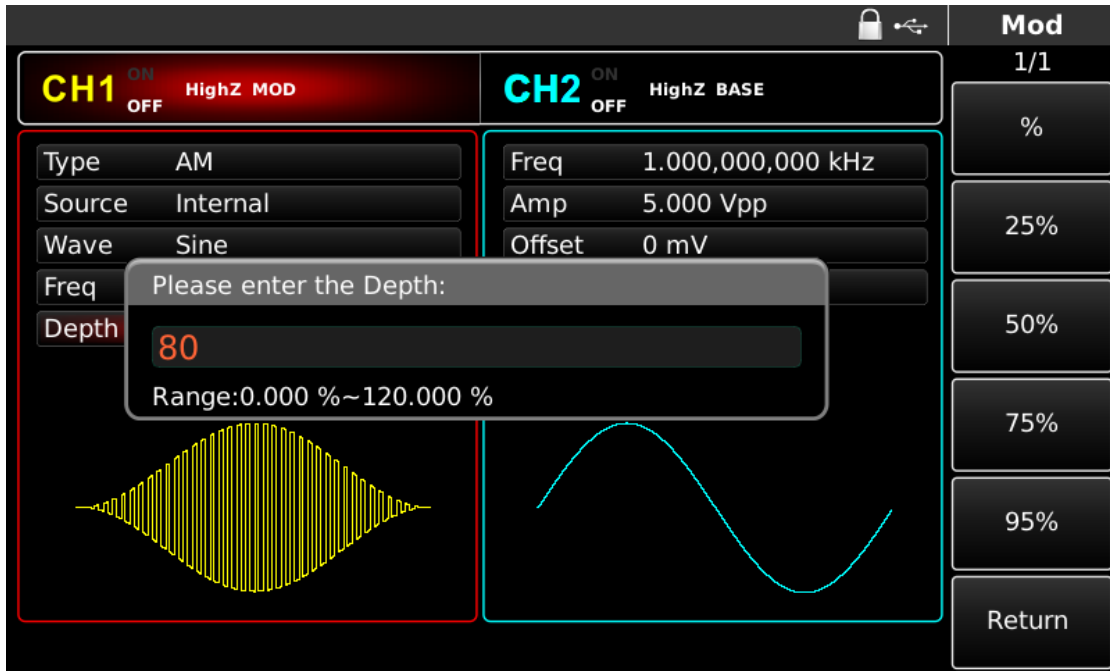 Mod
1/1
CH1 ON OFF HighZ MOD
CH2 ON OFF HighZ BASE
Type AM
Source Internal
Wave Sine
Freq
Depth
Freq 1.000,000,000 kHz
Amp 5.000 Vpp
Offset 0 mV
Please enter the Depth:
80
Range:0.000 %~120.000 %
%
25%
50%
75%
95%
Return